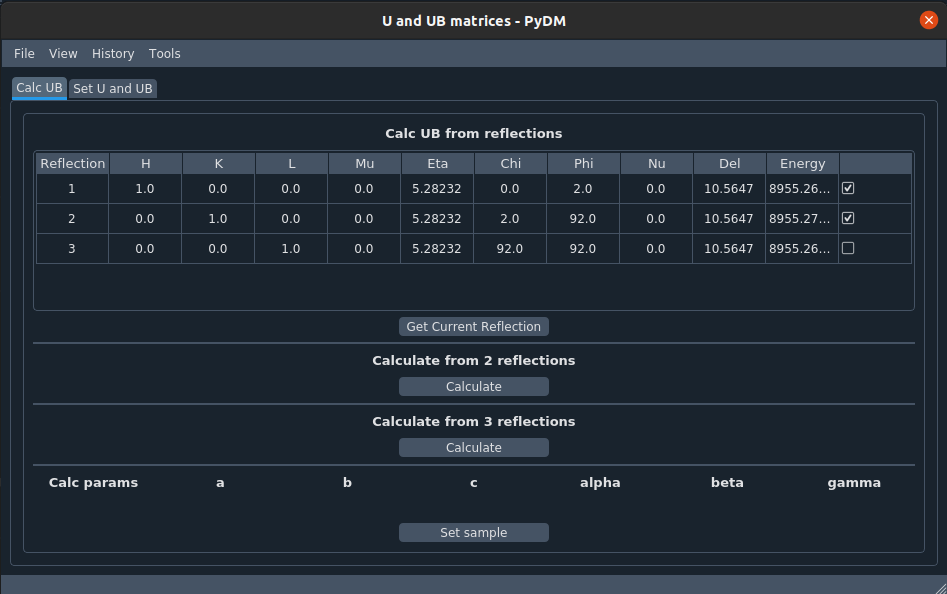 U and UB matrices - PyDM
File View History Tools
Calc UB Set U and UB
Calc UB from reflections
Reflection H K L Mu Eta Chi Phi Nu Del Energy
1 1.0 0.0 0.0 0.0 5.28232 0.0 2.0 0.0 10.5647 8955.26...
2 0.0 1.0 0.0 0.0 5.28232 2.0 92.0 0.0 10.5647 8955.27...
3 0.0 0.0 1.0 0.0 5.28232 92.0 92.0 0.0 10.5647 8955.26...
Get Current Reflection
Calculate from 2 reflections
Calculate
Calculate from 3 reflections
Calculate
Calc params a b c alpha beta gamma
Set sample